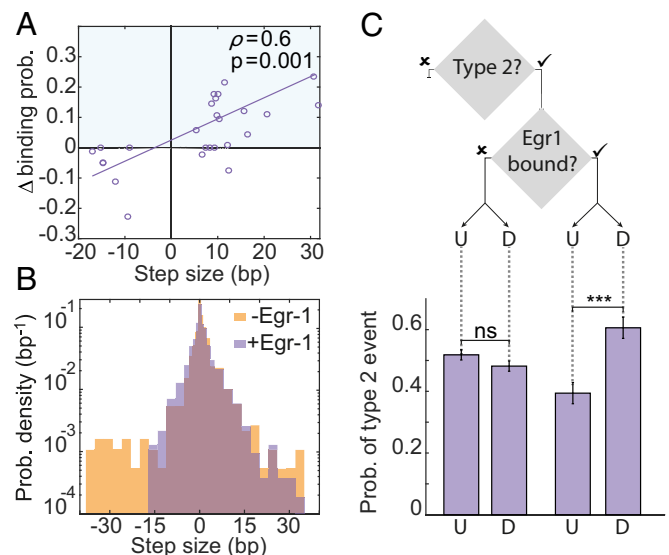 A
ρ=0.6
p=0.001
Δ binding prob.
0.4
0.3
0.2
0.1
0
-0.1
-0.2
0.3
-20 -10 0 10 20 30
Step size (bp)
B
-Egr-1
+Egr-1
Prob. density (bp⁻¹)
10⁻¹
10⁻²
10⁻³
10⁻⁴
-30 -15 0 15 30
Step size (bp)
C
✘ Type 2? ✓
✘ Egr1 ✓
bound?
U D U D
Prob. of type 2 event
0.6
0.4
0.2
0
ns
***
U D U D